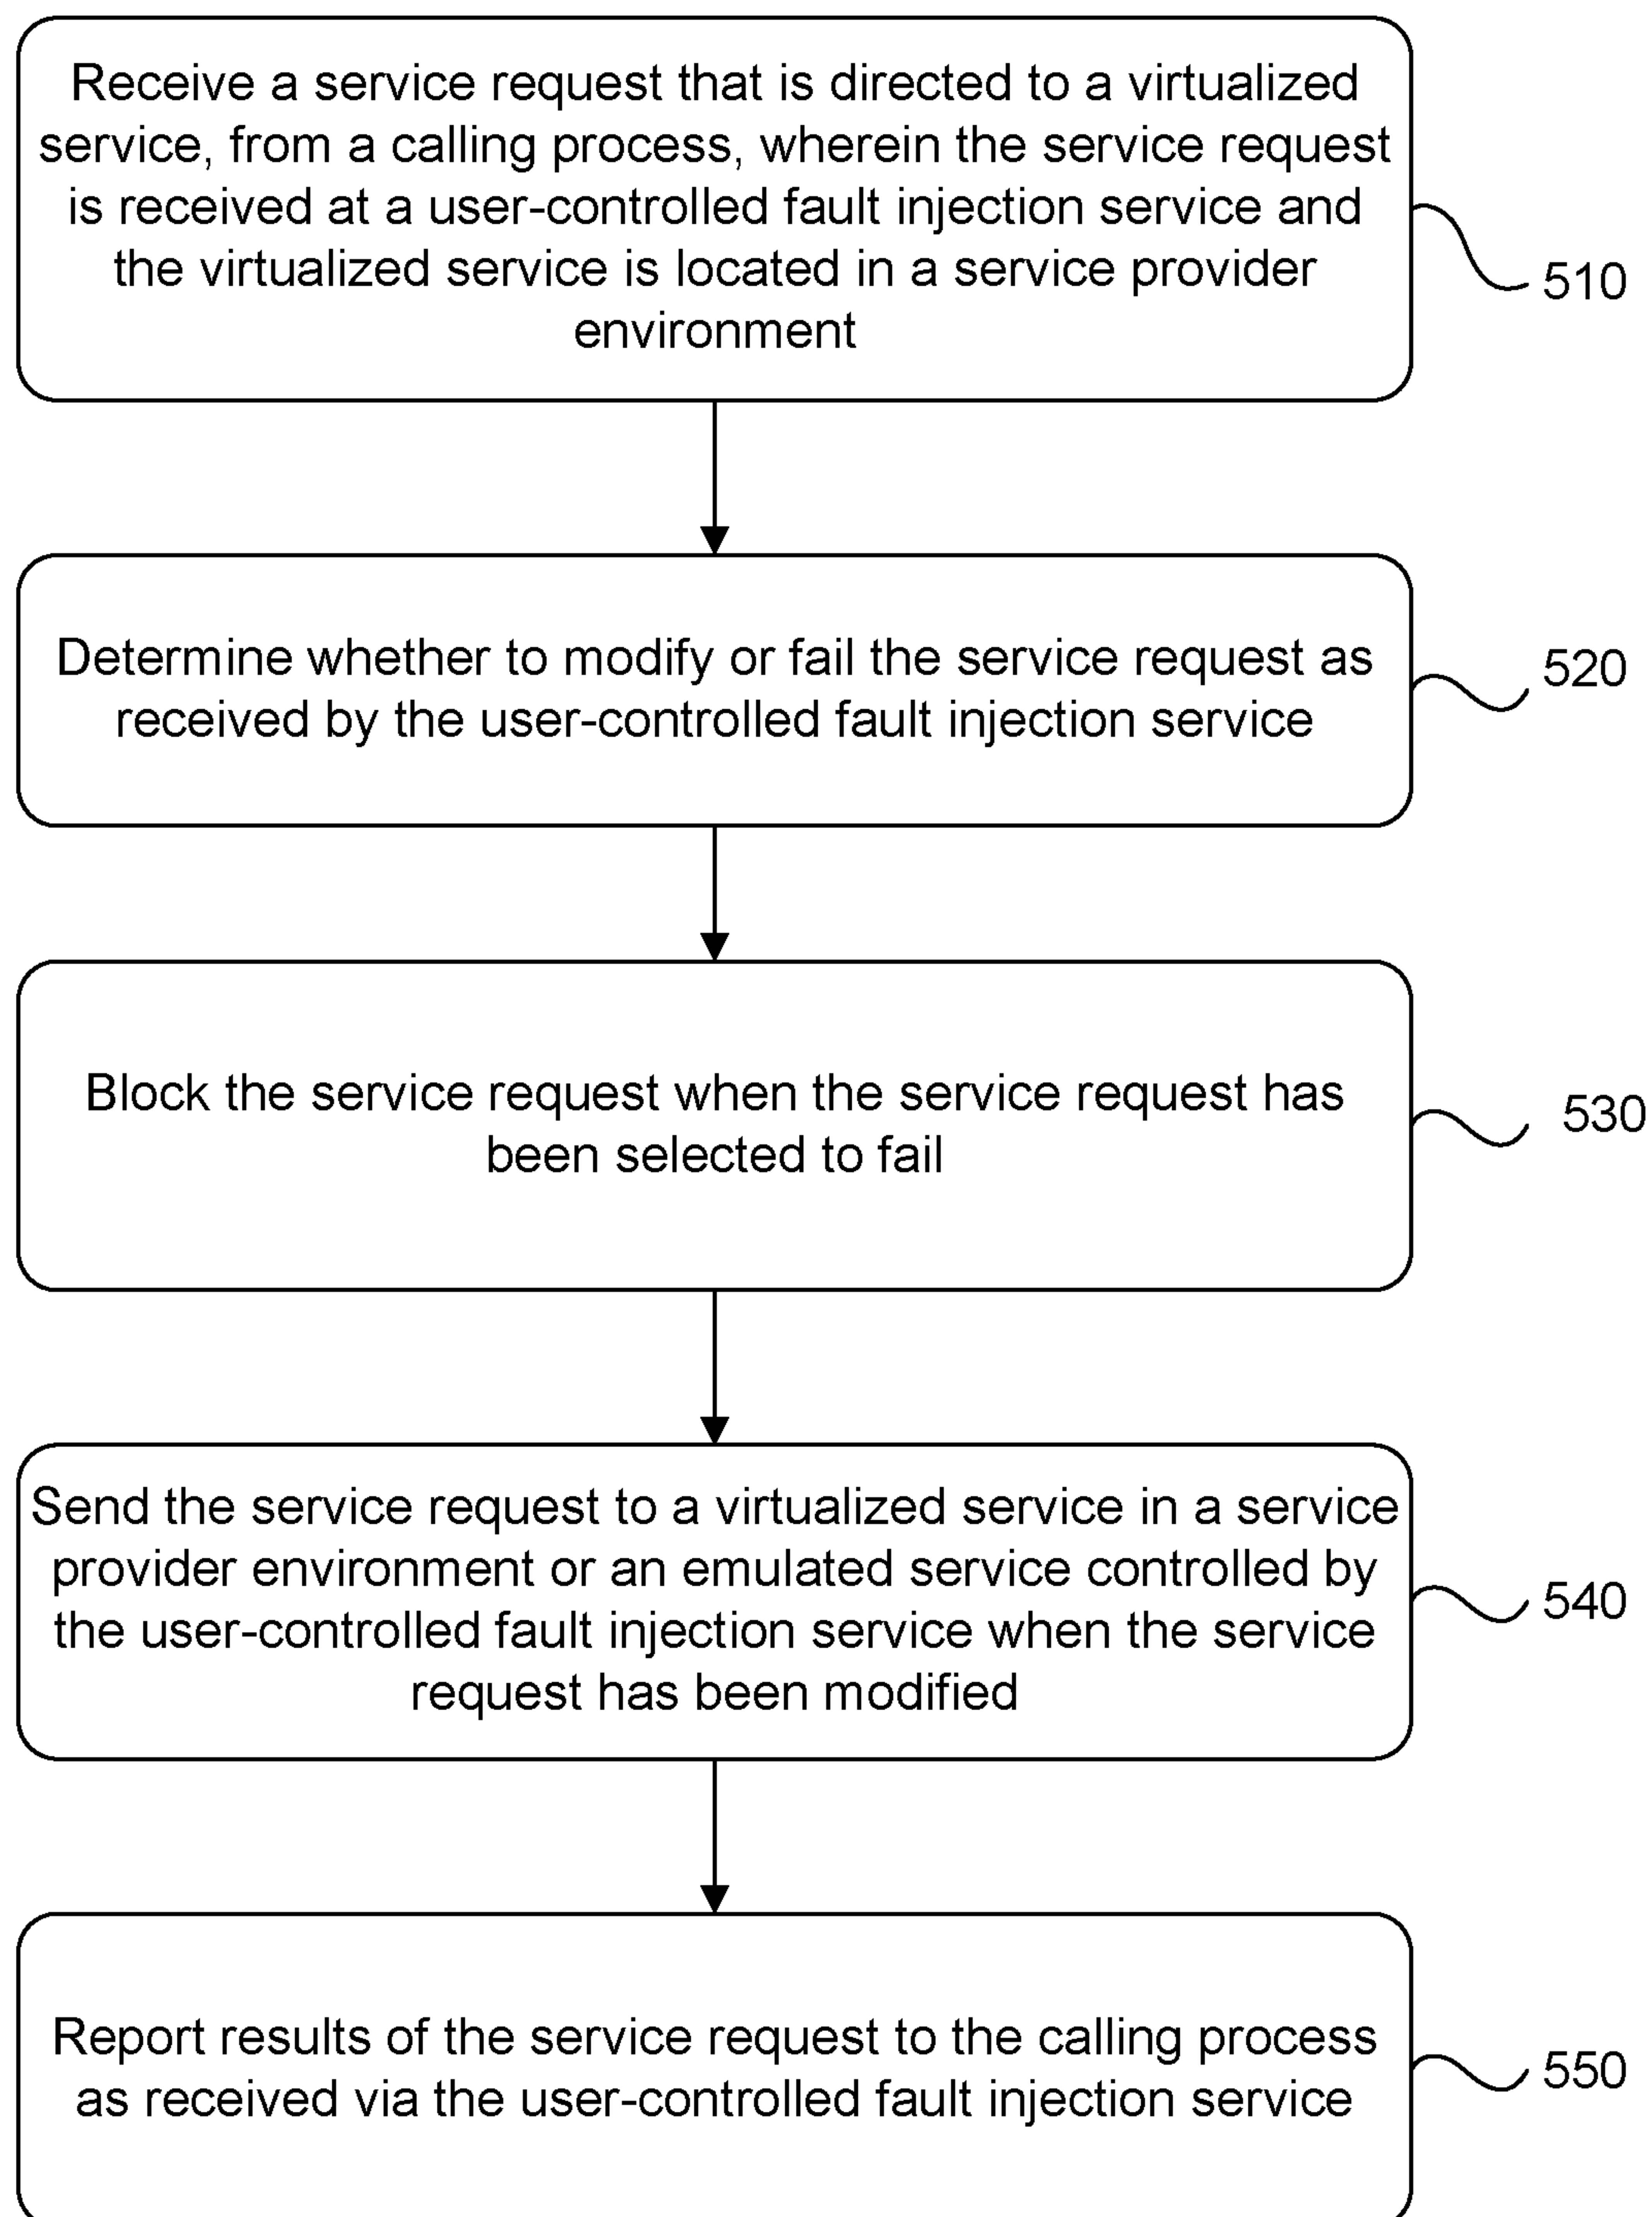 Receive a service request that is directed to a virtualized
service, from a calling process, wherein the service request
is received at a user-controlled fault injection service and
the virtualized service is located in a service provider
environment
510
Determine whether to modify or fail the service request as
received by the user-controlled fault injection service
520
Block the service request when the service request has
been selected to fail
530
Send the service request to a virtualized service in a service
provider environment or an emulated service controlled by
the user-controlled fault injection service when the service
request has been modified
540
Report results of the service request to the calling process
as received via the user-controlled fault injection service
550